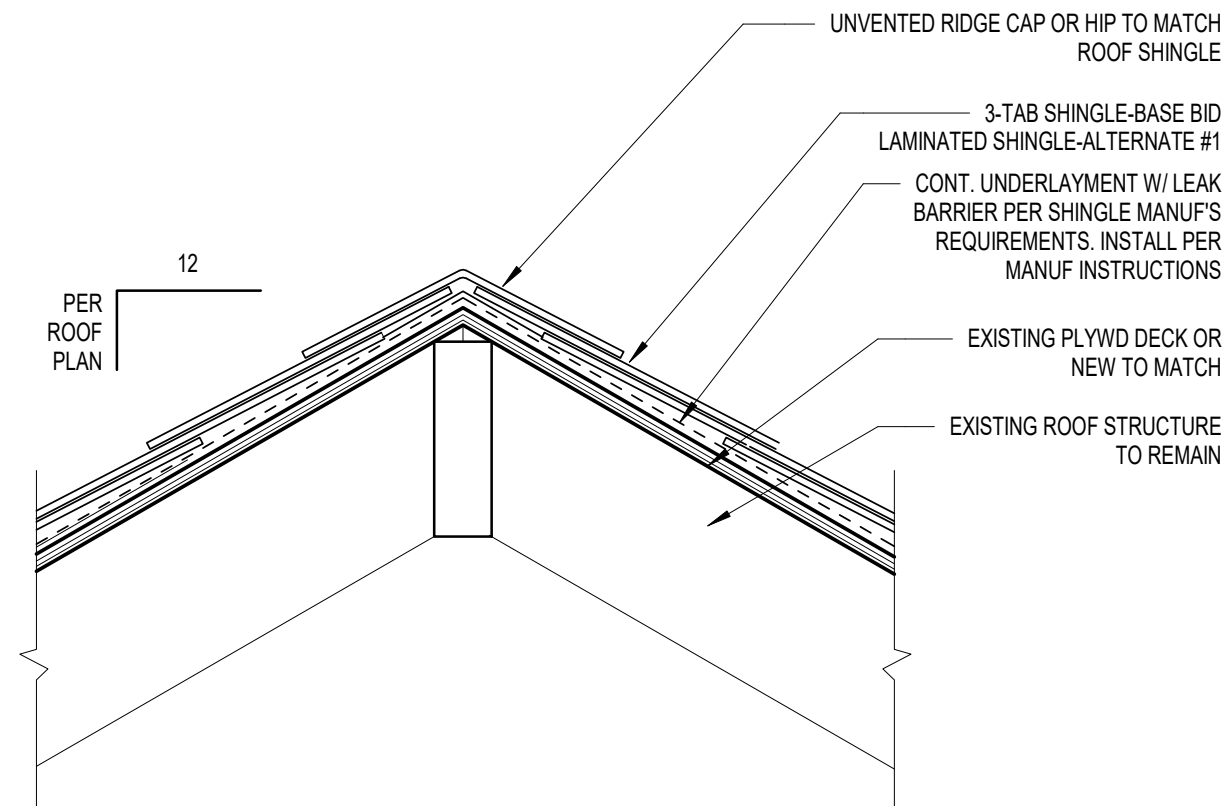 UNVENTED RIDGE CAP OR HIP TO MATCH
ROOF SHINGLE
3-TAB SHINGLE-BASE BID
LAMINATED SHINGLE-ALTERNATE #1
CONT. UNDERLAYMENT W/ LEAK
BARRIER PER SHINGLE MANUF'S
REQUIREMENTS. INSTALL PER
MANUF INSTRUCTIONS
12
PER
ROOF
PLAN
EXISTING PLYWD DECK OR
NEW TO MATCH
EXISTING ROOF STRUCTURE
TO REMAIN